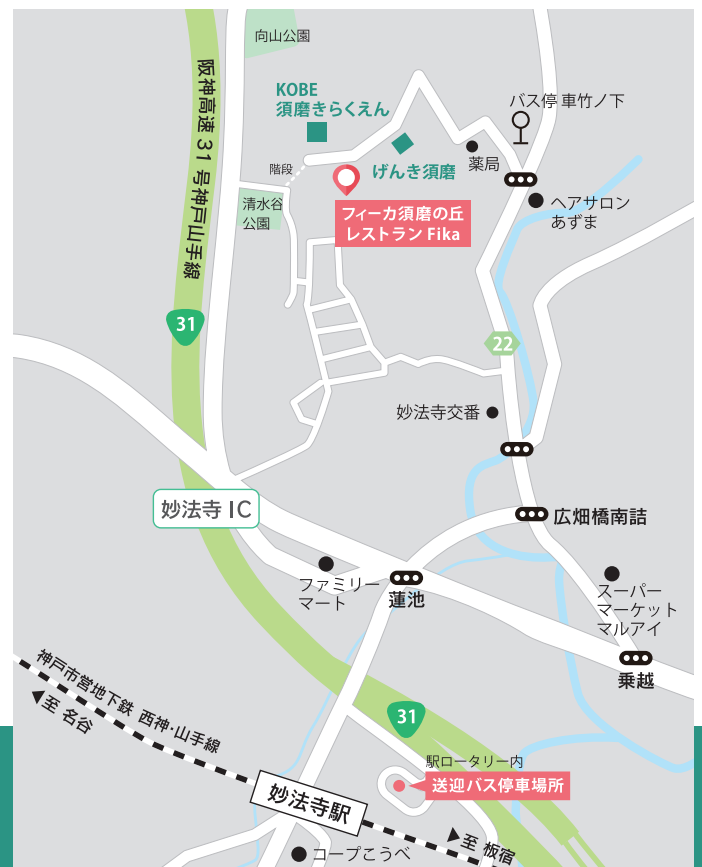 向山公園
阪神高速 31 号神戸山手線
KOBE
須磨きらくえん
バス停 車竹ノ下
薬局
げんき須磨
階段
清水谷
公園
フィーカ須磨の丘
レストラン Fika
ヘアサロン
あずま
31
22
妙法寺交番
妙法寺 IC
広畑橋南詰
ファミリー
マート
蓮池
スーパー
マーケット
マルアイ
乗越
神戸市営地下鉄 西神・山手線
至 名谷
31
駅ロータリー内
送迎バス停車場所
妙法寺駅
至 板宿
コープこうべ